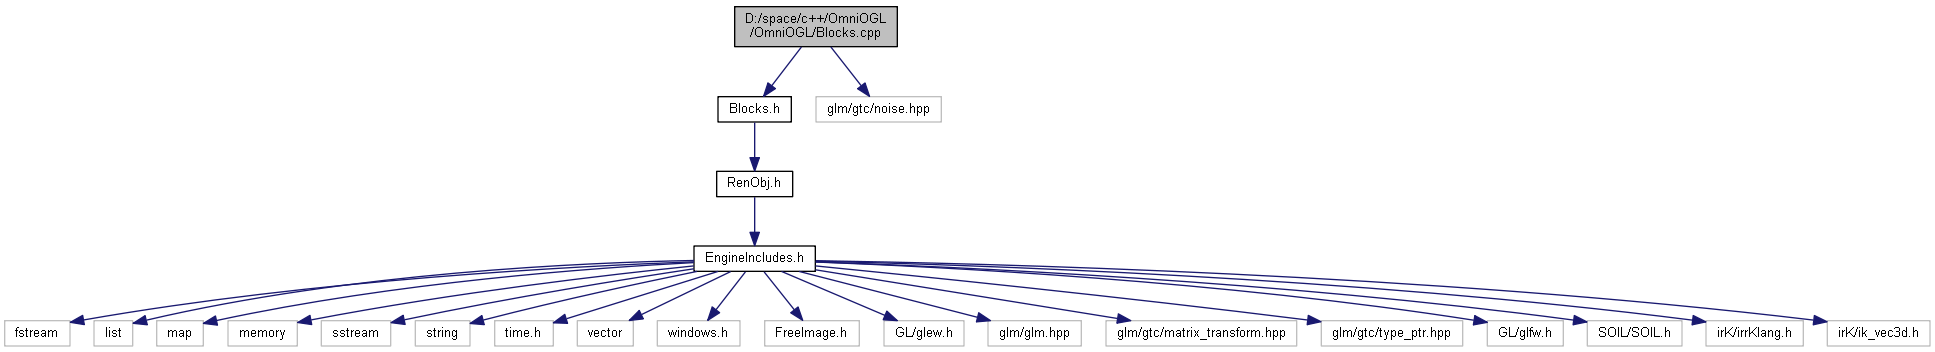 D:/space/c++/OmniOGL
/OmniOGL/Blocks.cpp
Blocks.h
glm/gtc/noise.hpp
RenObj.h
EngineIncludes.h
fstream
list
map
memory
sstream
string
time.h
vector
windows.h
FreeImage.h
GL/glew.h
glm/glm.hpp
glm/gtc/matrix_transform.hpp
glm/gtc/type_ptr.hpp
GL/glfw.h
SOIL/SOIL.h
irK/irrKlang.h
irK/ik_vec3d.h